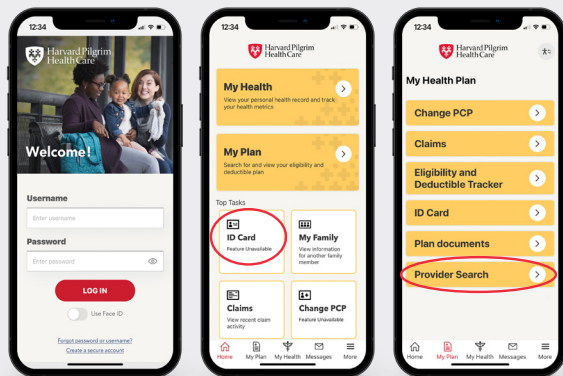 12:34
Harvard Pilgrim
HealthCare
Welcome!
Username
Enter username
Password
Enter password
LOG IN
Use Face ID
Forgot password or username?
Create a secure account
12:34
Harvard Pilgrim
HealthCare
My Health
View your personal health record and track
your health metrics
My Plan
Search for and view your eligibility and
deductible plan
Top Tasks
ID Card
Feature Unavailable
My Family
View information
for another family
member
Claims
View recent claim
activity
Change PCP
Feature Unavailable
Home My Plan My Health Messages More
12:34
Harvard Pilgrim
HealthCare
My Health Plan
Change PCP
Claims
Eligibility and
Deductible Tracker
ID Card
Plan documents
Provider Search
Home My Plan My Health Messages More